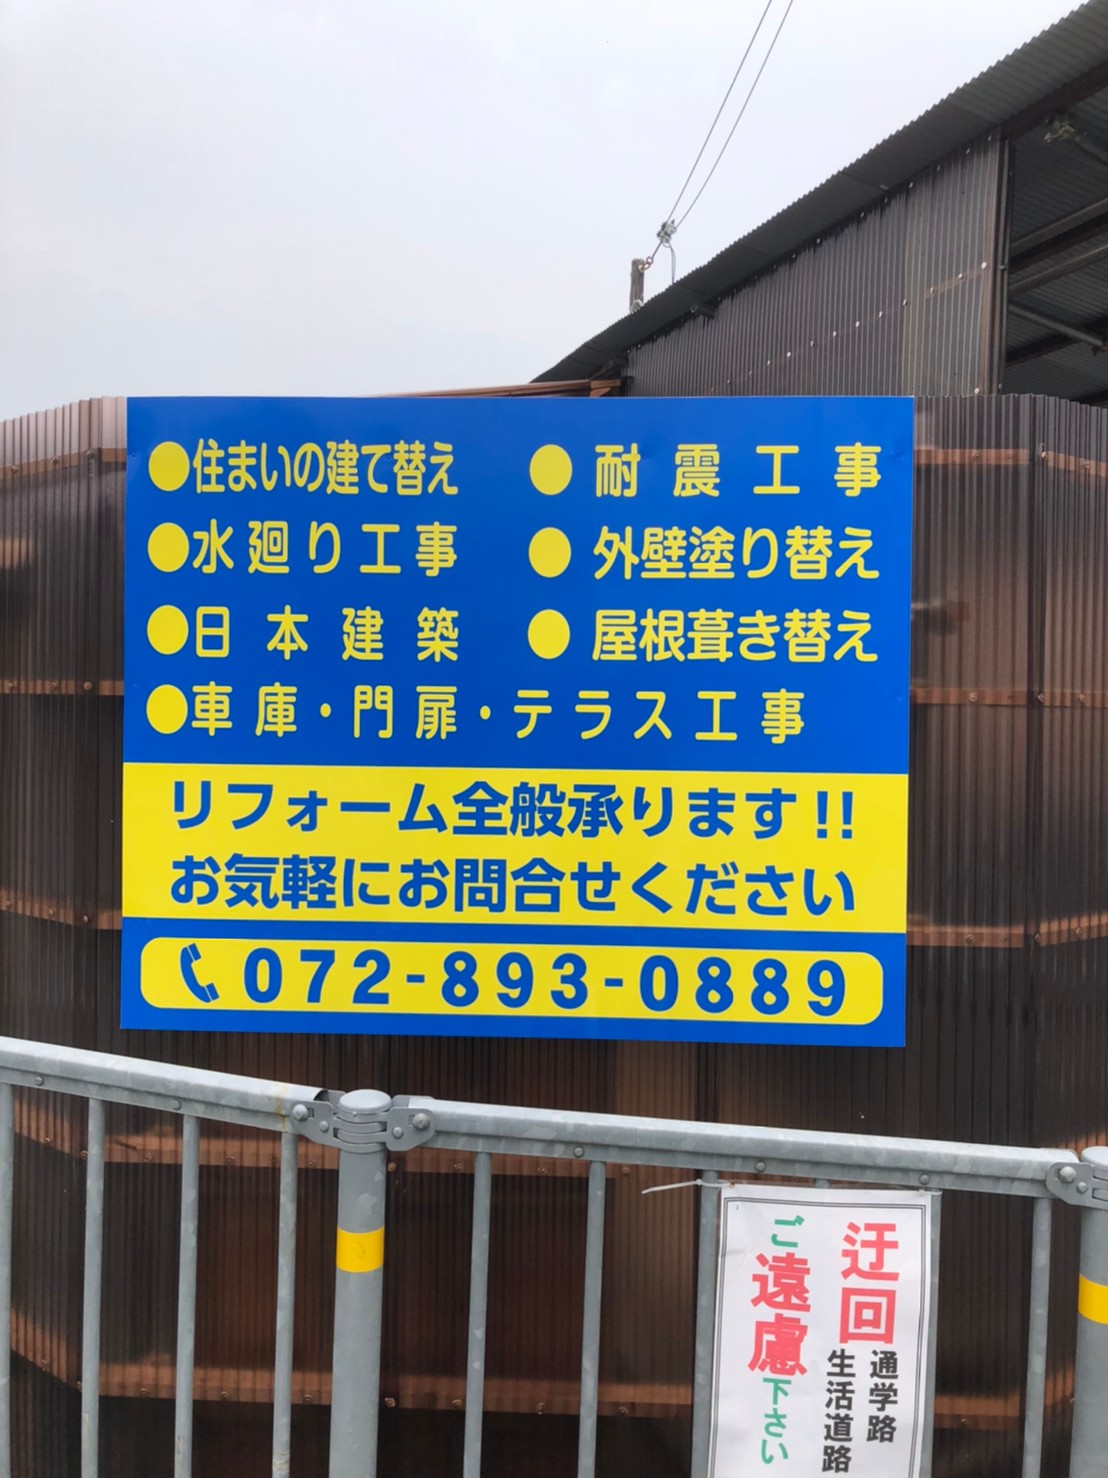 ●住まいの建て替え
●耐震工事
●水廻り工事
●外壁塗り替え
●日本建築
●屋根葺き替え
●車庫・門扉・テラス工事
リフォーム全般承ります!!
お気軽にお問合せください
072-893-0889
通学路
生活道路
迂回
ご遠慮下さい